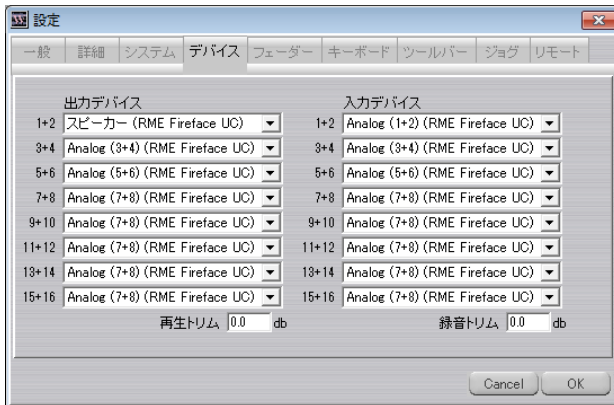 設定
一般 詳細 システム デバイス フェーダー キーボード ツールバー ジョグ リモート
出力デバイス 入力デバイス
1+2 スピーカー (RME Fireface UC) 1+2 Analog (1+2) (RME Fireface UC)
3+4 Analog (3+4) (RME Fireface UC) 3+4 Analog (3+4) (RME Fireface UC)
5+6 Analog (5+6) (RME Fireface UC) 5+6 Analog (5+6) (RME Fireface UC)
7+8 Analog (7+8) (RME Fireface UC) 7+8 Analog (7+8) (RME Fireface UC)
9+10 Analog (7+8) (RME Fireface UC) 9+10 Analog (7+8) (RME Fireface UC)
11+12 Analog (7+8) (RME Fireface UC) 11+12 Analog (7+8) (RME Fireface UC)
13+14 Analog (7+8) (RME Fireface UC) 13+14 Analog (7+8) (RME Fireface UC)
15+16 Analog (7+8) (RME Fireface UC) 15+16 Analog (7+8) (RME Fireface UC)
再生トリム 0.0 db 録音トリム 0.0 db
Cancel OK